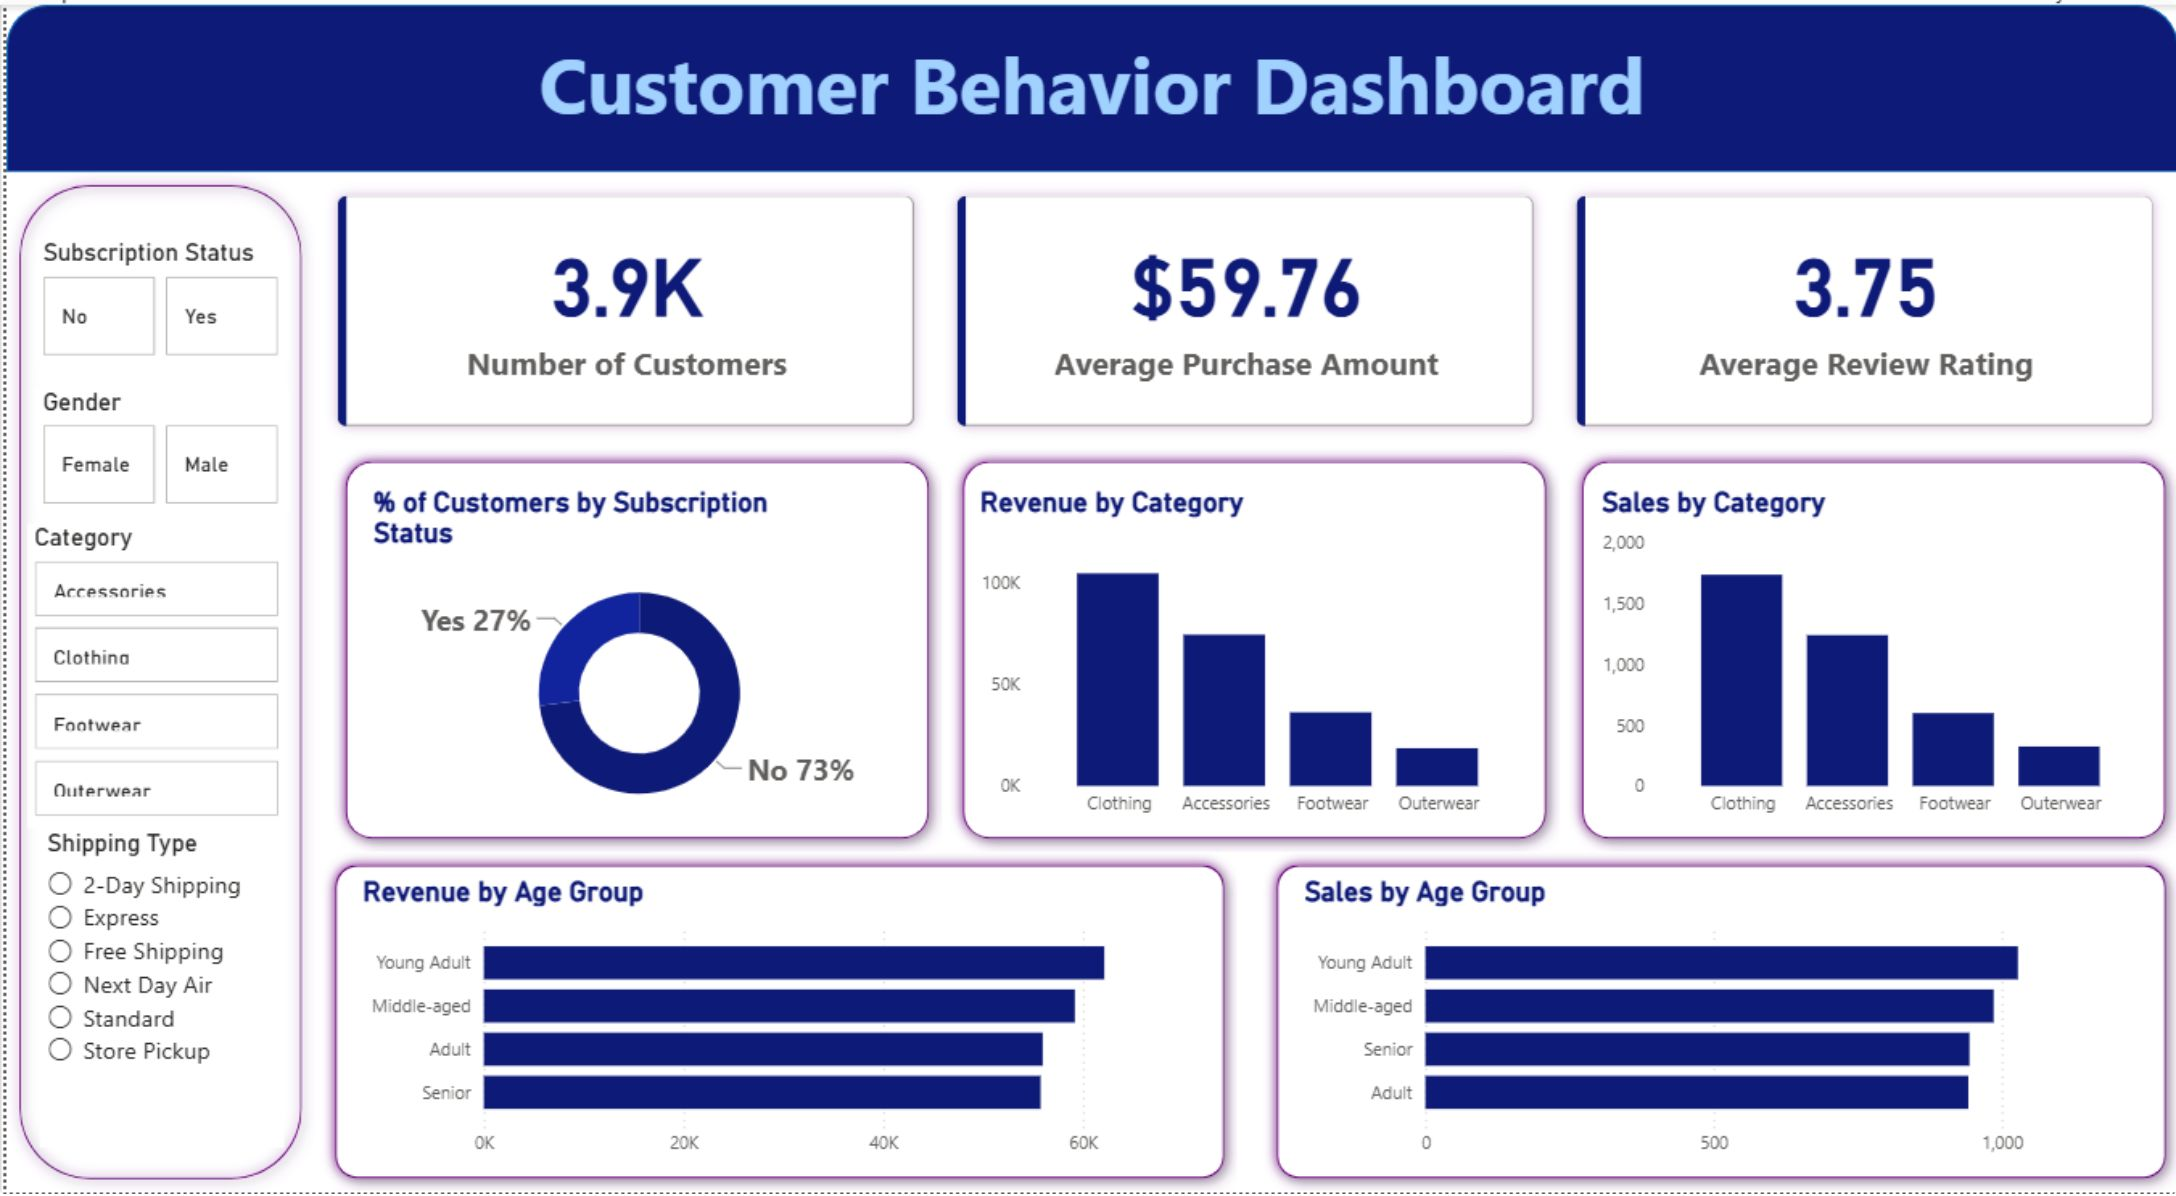 Customer Behavior Dashboard
Subscription Status
No
Yes
Gender
Female
Male
Category
Accessories
Clothing
Footwear
Outerwear
Shipping Type
2-Day Shipping
Express
Free Shipping
Next Day Air
Standard
Store Pickup
3.9K
Number of Customers
$59.76
Average Purchase Amount
3.75
Average Review Rating
% of Customers by Subscription
Status
Yes 27%
No 73%
Revenue by Category
100K
50K
0K
Clothing
Accessories
Footwear
Outerwear
Sales by Category
2,000
1,500
1,000
500
0
Clothing
Accessories
Footwear
Outerwear
Revenue by Age Group
Young Adult
Middle-aged
Adult
Senior
0K
20K
40K
60K
Sales by Age Group
Young Adult
Middle-aged
Senior
Adult
0
500
1,000